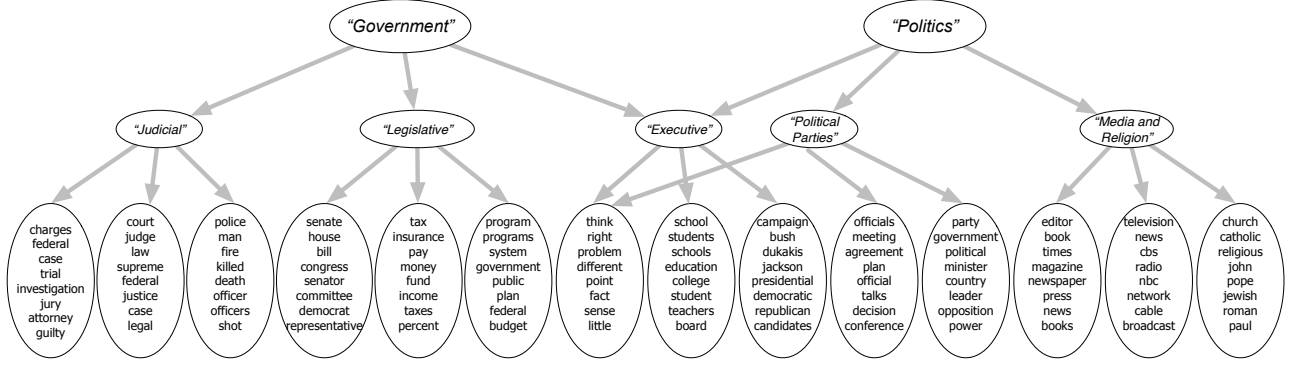 “Government”
“Politics”
“Judicial”
“Legislative”
“Executive”
“Political
Parties”
“Media and
Religion”
charges
federal
case
trial
investigation
jury
attorney
guilty
court
judge
law
supreme
federal
justice
case
legal
police
man
fire
killed
death
officer
officers
shot
senate
house
bill
congress
senator
committee
democrat
representative
tax
insurance
pay
money
fund
income
taxes
percent
program
programs
system
government
public
plan
federal
budget
think
right
problem
different
point
fact
sense
little
school
students
schools
education
college
student
teachers
board
campaign
bush
dukakis
jackson
presidential
democratic
republican
candidates
officials
meeting
agreement
plan
official
talks
decision
conference
party
government
political
minister
country
leader
opposition
power
editor
book
times
magazine
newspaper
press
news
books
television
news
cbs
radio
nbc
network
cable
broadcast
church
catholic
religious
john
pope
jewish
roman
paul